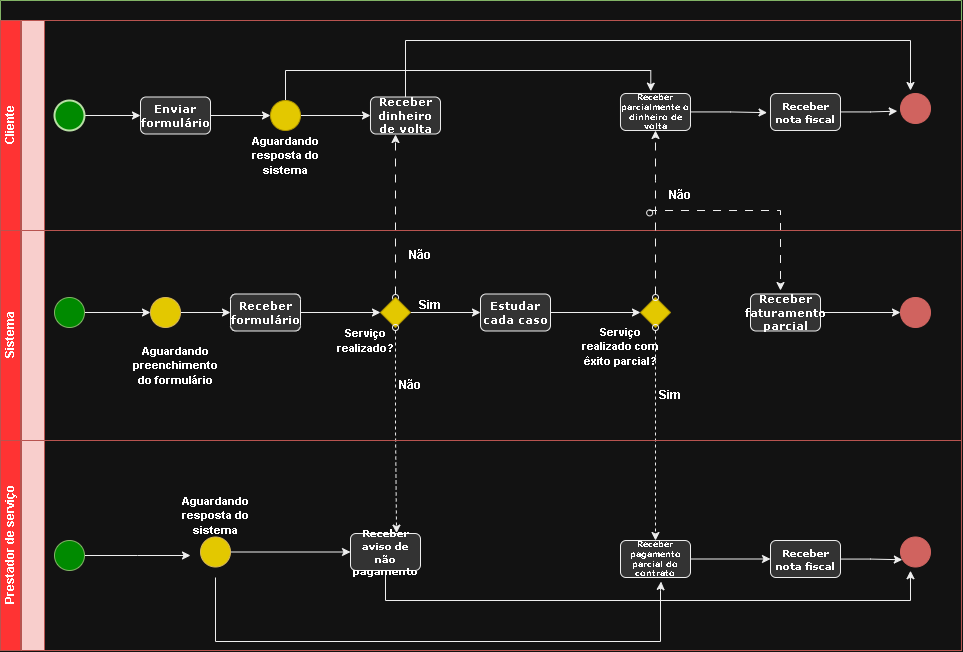 Cliente
Enviar
formulário
Aguardando
resposta do
sistema
Receber
dinheiro
de volta
Receber
parcialmente o
dinheiro de
volta
Receber
nota fiscal
Não
Não
Sistema
Aguardando
preenchimento
do formulário
Receber
formulário
Serviço
realizado?
Sim
Estudar
cada caso
Serviço
realizado com
êxito parcial?
Receber
faturamento
parcial
Não
Sim
Prestador de serviço
Aguardando
resposta do
sistema
Receber
aviso de
não
pagamento
Receber
pagamento
parcial do
contrato
Receber
nota fiscal